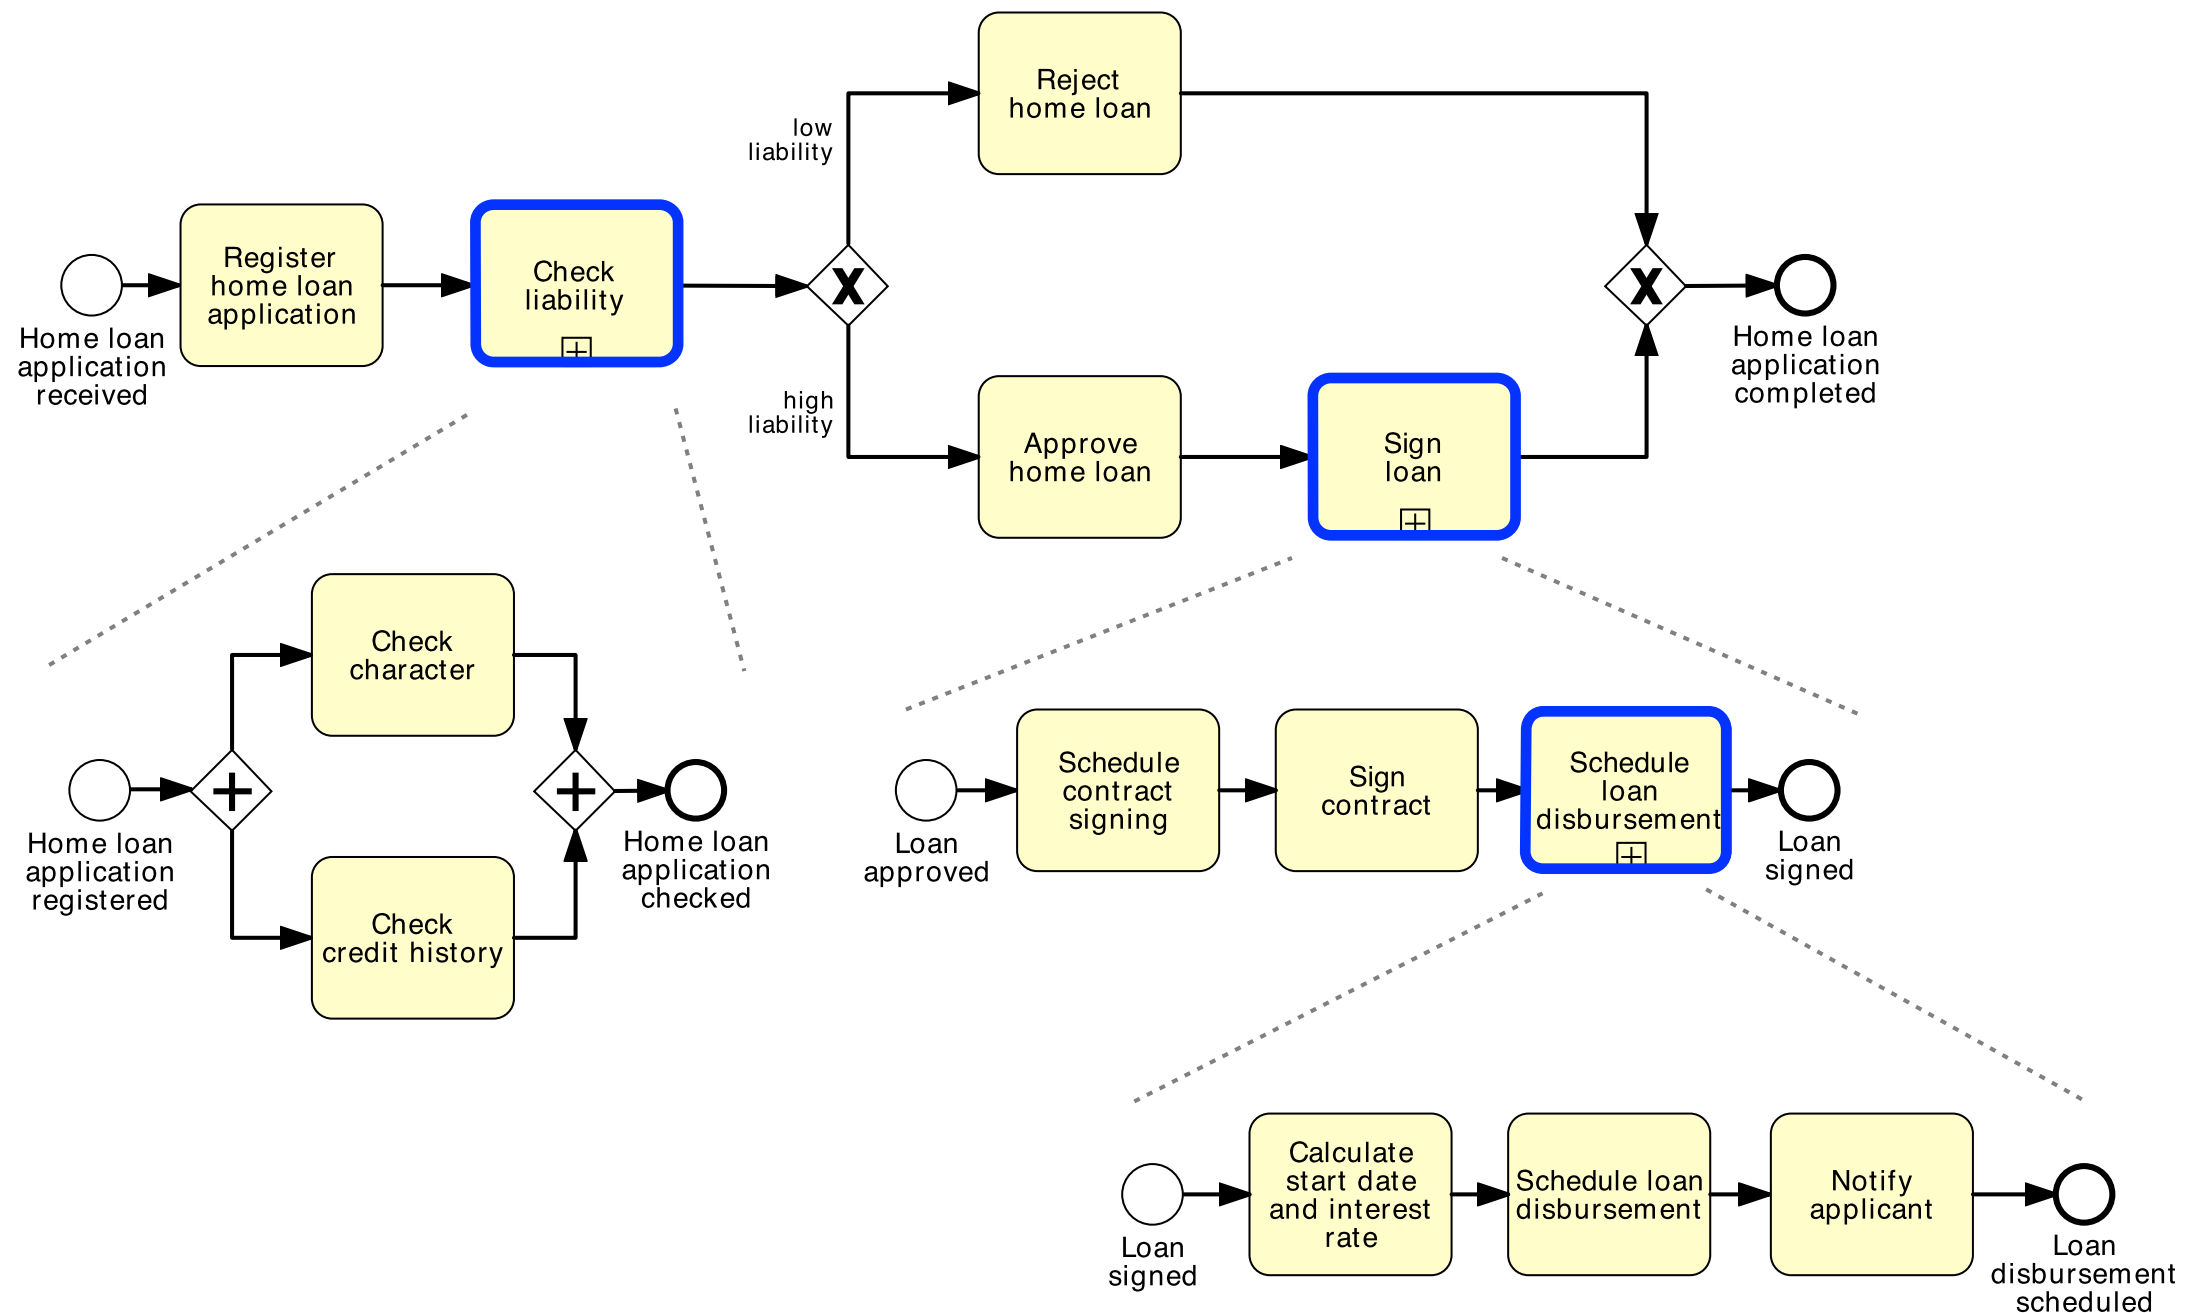 Reject
home loan
low
liability
Register
home loan
application
Check
liability
X
X
Home loan
application
received
Home loan
application
completed
high
liability
Approve
home loan
Sign
loan
Check
character
Schedule
contract
signing
Sign
contract
Schedule
loan
disbursement
Home loan
application
registered
Home loan
application
checked
Loan
approved
Loan
signed
Check
credit history
Calculate
start date
and interest
rate
Schedule loan
disbursement
Notify
applicant
Loan
signed
Loan
disbursement
scheduled